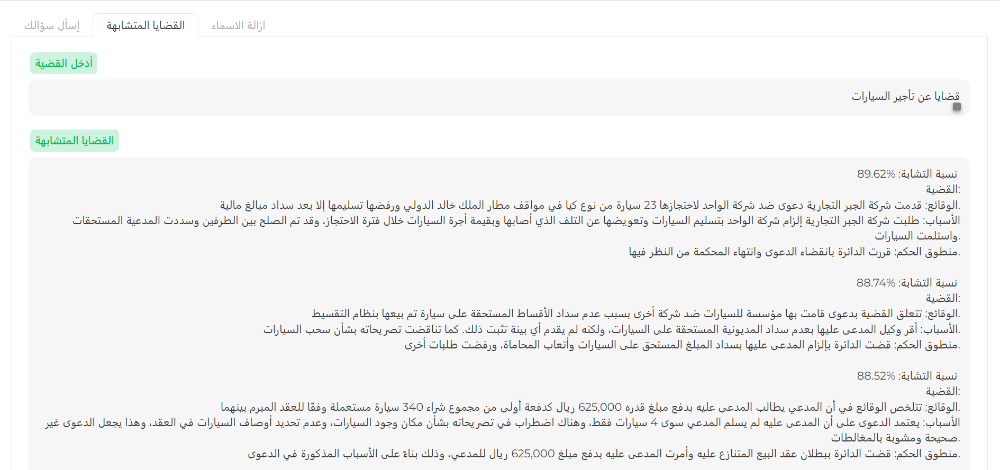 إسأل سؤالك
القضايا المتشابهة
ازالة الاسماء
أدخل القضية
قضايا عن تأجير السيارات
القضايا المتشابهة
نسبة التشابة: 89.62%
القضية:
الوقائع: قدمت شركة الجبر التجارية دعوى ضد شركة الواحد لاحتجازها 23 سيارة من نوع كيا في مواقف مطار الملك خالد الدولي ورفضها تسليمها إلا بعد سداد مبالغ مالية.
الأسباب: طلبت شركة الجبر التجارية إلزام شركة الواحد بتسليم السيارات وتعويضها عن التلف الذي أصابها وبقيمة أجرة السيارات خلال فترة الاحتجاز، وقد تم الصلح بين الطرفين وسددت المدعية المستحقات
واستلمت السيارات.
منطوق الحكم: قررت الدائرة بانقضاء الدعوى وانتهاء المحكمة من النظر فيها.
نسبة التشابة: 88.74%
القضية:
الوقائع: تتعلق القضية بدعوى قامت بها مؤسسة للسيارات ضد شركة أخرى بسبب عدم سداد الأقساط المستحقة على سيارة تم بيعها بنظام التقسيط.
الأسباب: أقر وكيل المدعى عليها بعدم سداد المديونية المستحقة على السيارات، ولكنه لم يقدم أي بينة تثبت ذلك. كما تناقضت تصريحاته بشأن سحب السيارات.
منطوق الحكم: قضت الدائرة بإلزام المدعى عليها بسداد المبلغ المستحق على السيارات وأتعاب المحاماة، ورفضت طلبات أخرى.
نسبة التشابة: 88.52%
القضية:
الوقائع: تتلخص الوقائع في أن المدعي يطالب المدعى عليه بدفع مبلغ قدره 625,000 ريال كدفعة أولى من مجموع شراء 340 سيارة مستعملة وفقًا للعقد المبرم بينهما.
الأسباب: يعتمد الدعوى على أن المدعى عليه لم يسلم المدعي سوى 4 سيارات فقط، وهناك اضطراب في تصريحاته بشأن مكان وجود السيارات، وعدم تحديد أوصاف السيارات في العقد، وهذا يجعل الدعوى غير
صحيحة ومشوبة بالمغالطات.
منطوق الحكم: قضت الدائرة ببطلان عقد البيع المتنازع عليه وأمرت المدعى عليه بدفع مبلغ 625,000 ريال للمدعي، وذلك بناءً على الأسباب المذكورة في الدعوى.